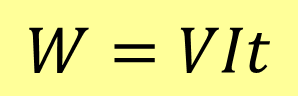 W = VIt